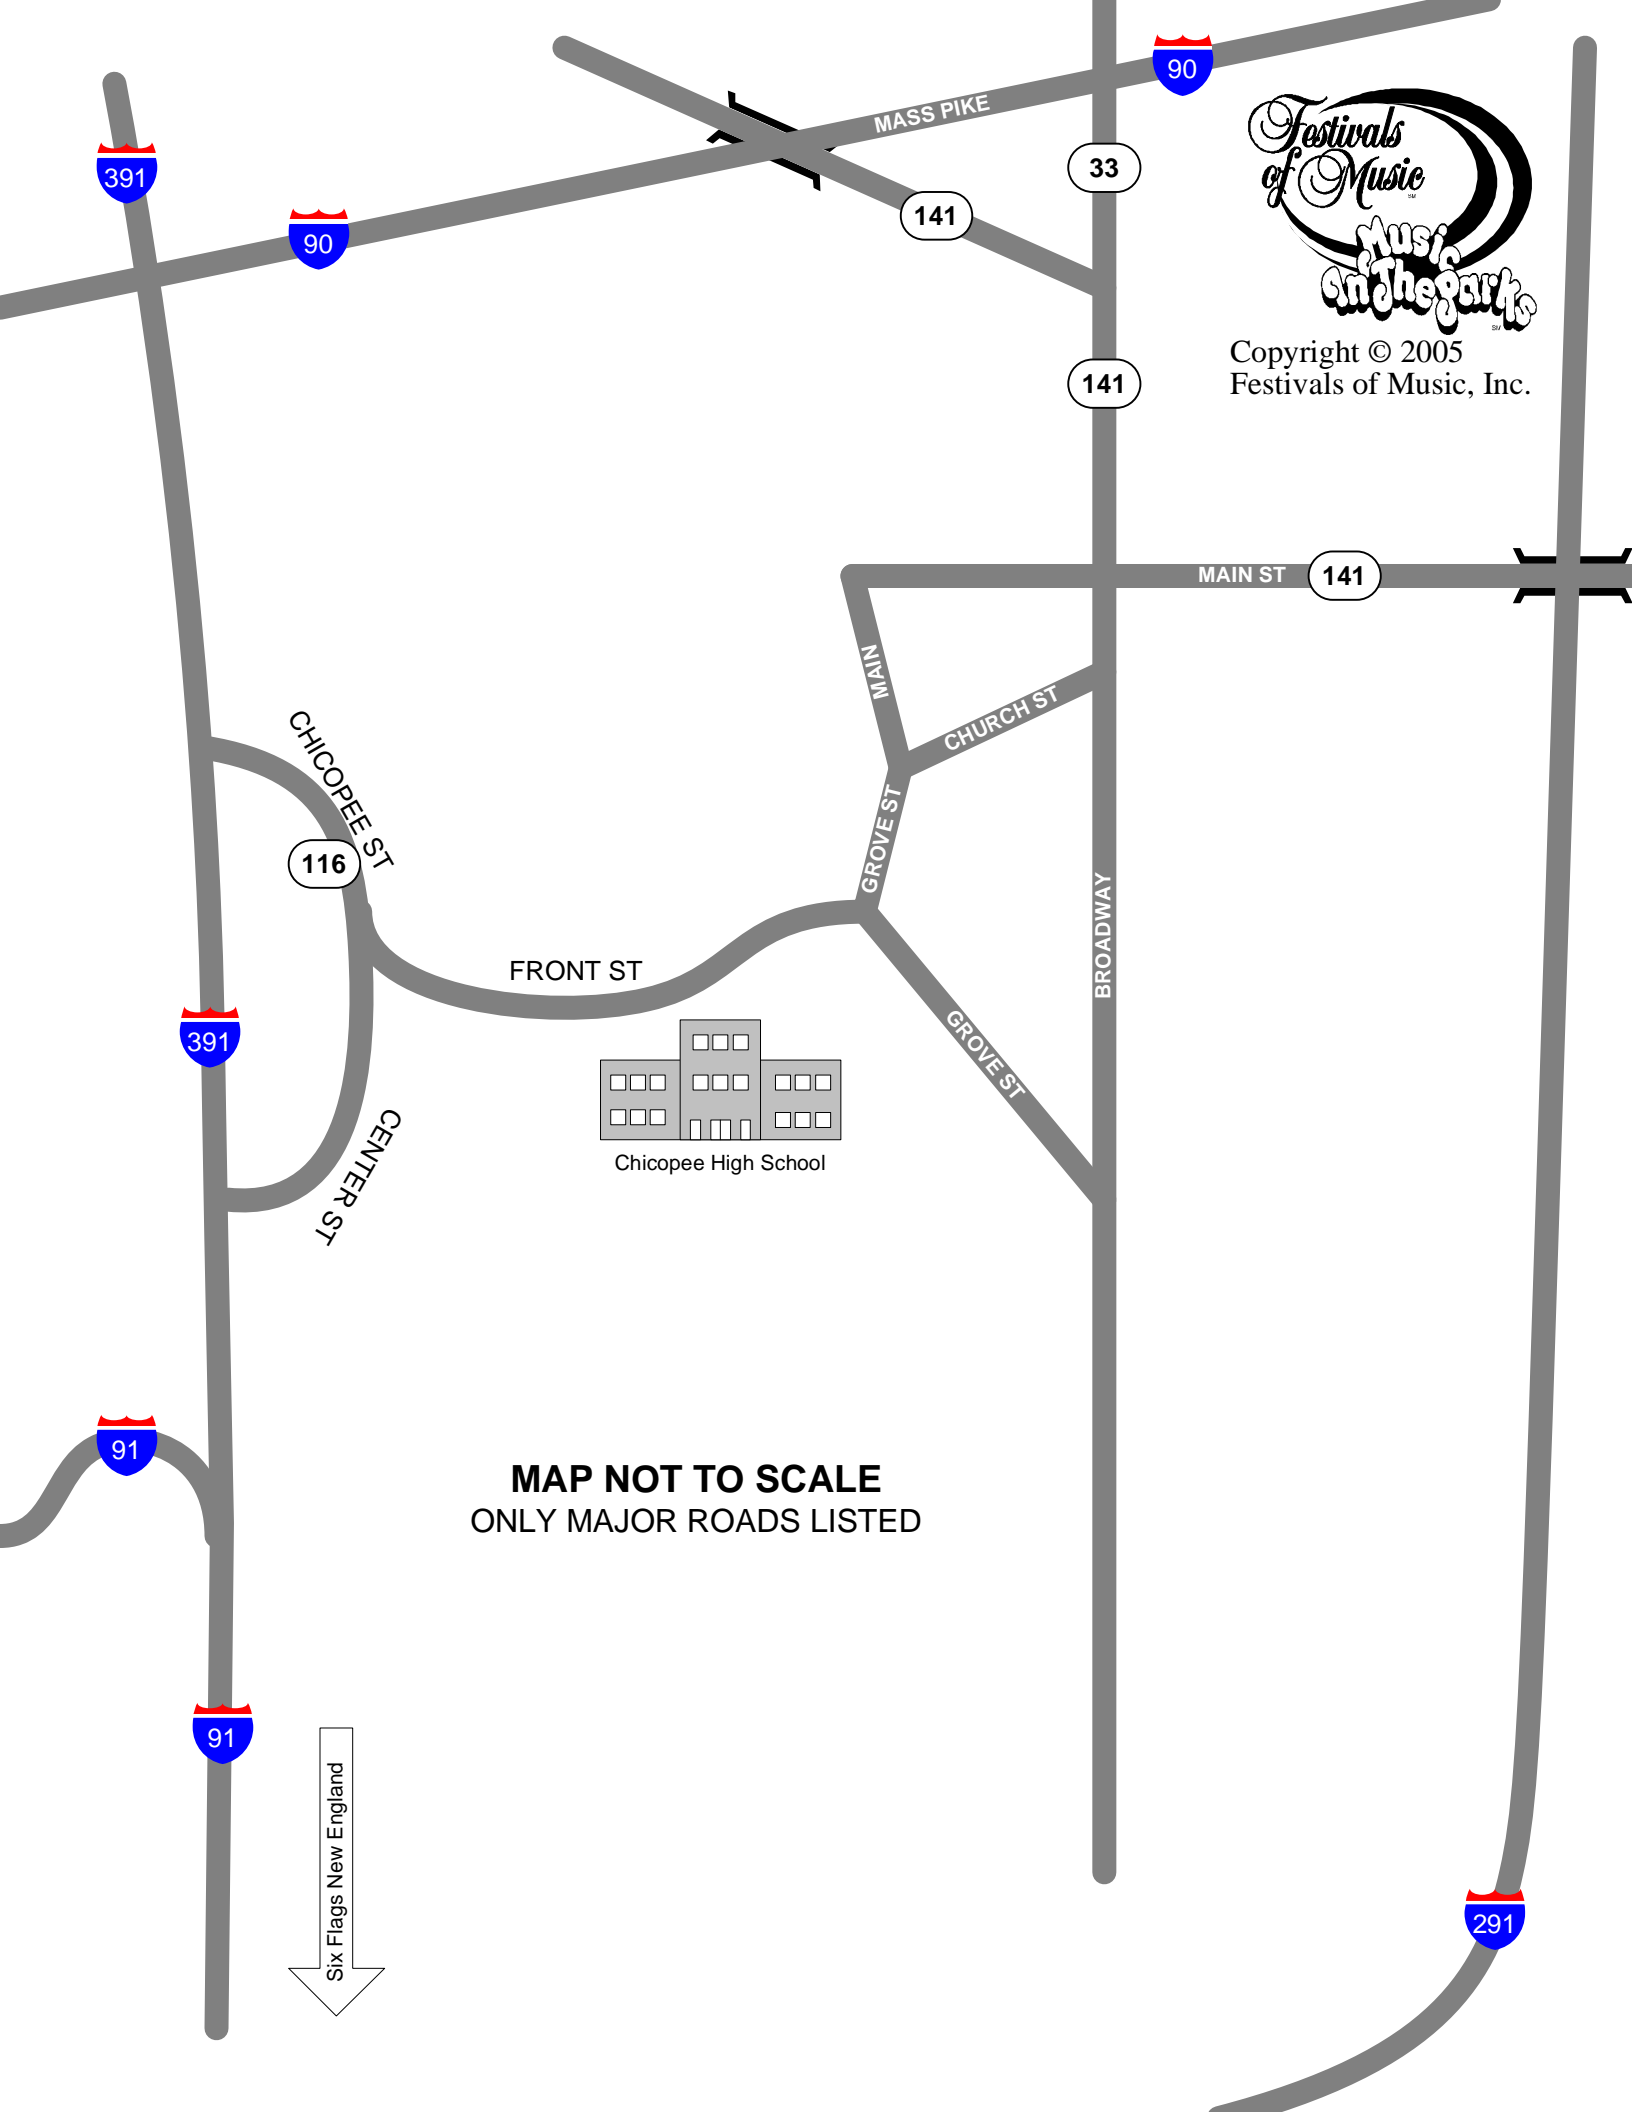 90
MASS PIKE
391
33
Festivals
of Music
SM
141
90
Music
In The Parks
SM
Copyright © 2005
Festivals of Music, Inc.
141
MAIN ST
141
MAIN
CHURCH ST
CHICOPEE ST
116
GROVE ST
BROADWAY
FRONT ST
391
GROVE ST
CENTER ST
Chicopee High School
91
MAP NOT TO SCALE
ONLY MAJOR ROADS LISTED
91
Six Flags New England
291